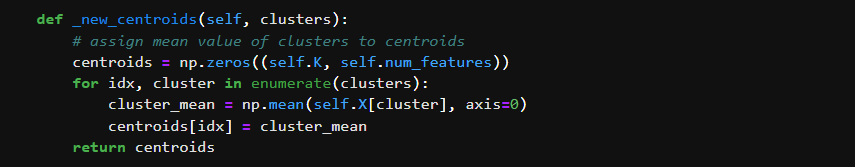 def _new_centroids(self, clusters):
    # assign mean value of clusters to centroids
    centroids = np.zeros((self.K, self.num_features))
    for idx, cluster in enumerate(clusters):
        cluster_mean = np.mean(self.X[cluster], axis=0)
        centroids[idx] = cluster_mean
    return centroids